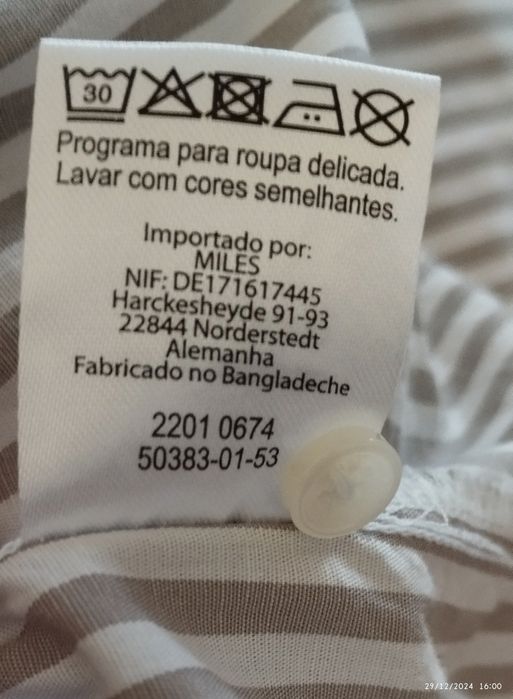 30
Programa para roupa delicada.
Lavar com cores semelhantes.
Importado por:
MILES
NIF: DE171617445
Harckesheyde 91-93
22844 Norderstedt
Alemanha
Fabricado no Bangladeche
2201 0674
50383-01-53
29/12/2024 16:00